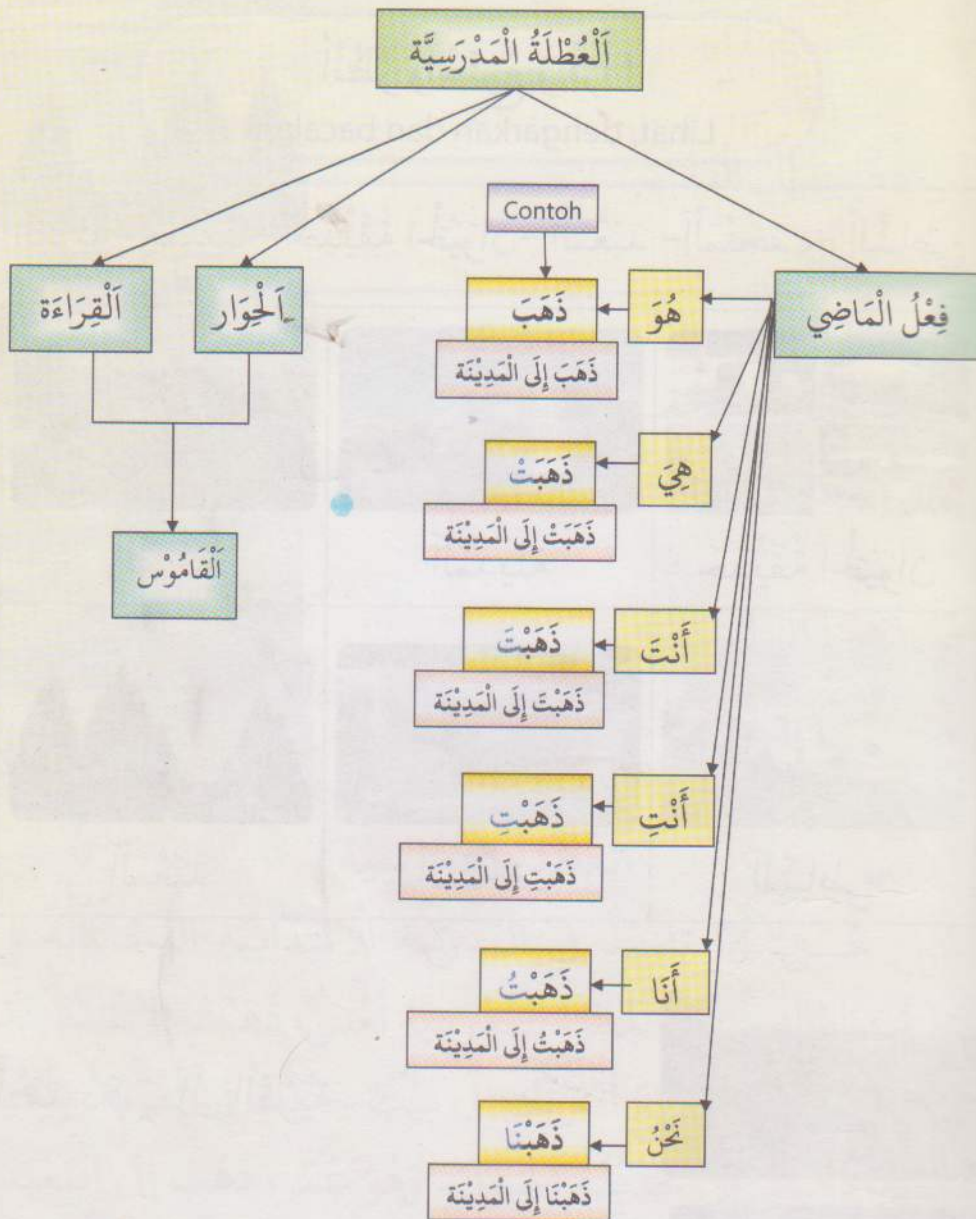 اَلْعُطْلَةُ الْمَدْرَسِيَّة
فِعْلُ الْمَاضِي
اَلْحِوَار
اَلْقِرَاءَة
اَلْقَامُوْس
Contoh
هُوَ
ذَهَبَ
ذَهَبَ إِلَى الْمَدِيْنَة
هِيَ
ذَهَبَتْ
ذَهَبَتْ إِلَى الْمَدِيْنَة
أَنْتَ
ذَهَبْتَ
ذَهَبْتَ إِلَى الْمَدِيْنَة
أَنْتِ
ذَهَبْتِ
ذَهَبْتِ إِلَى الْمَدِيْنَة
أَنَا
ذَهَبْتُ
ذَهَبْتُ إِلَى الْمَدِيْنَة
نَحْنُ
ذَهَبْنَا
ذَهَبْنَا إِلَى الْمَدِيْنَة